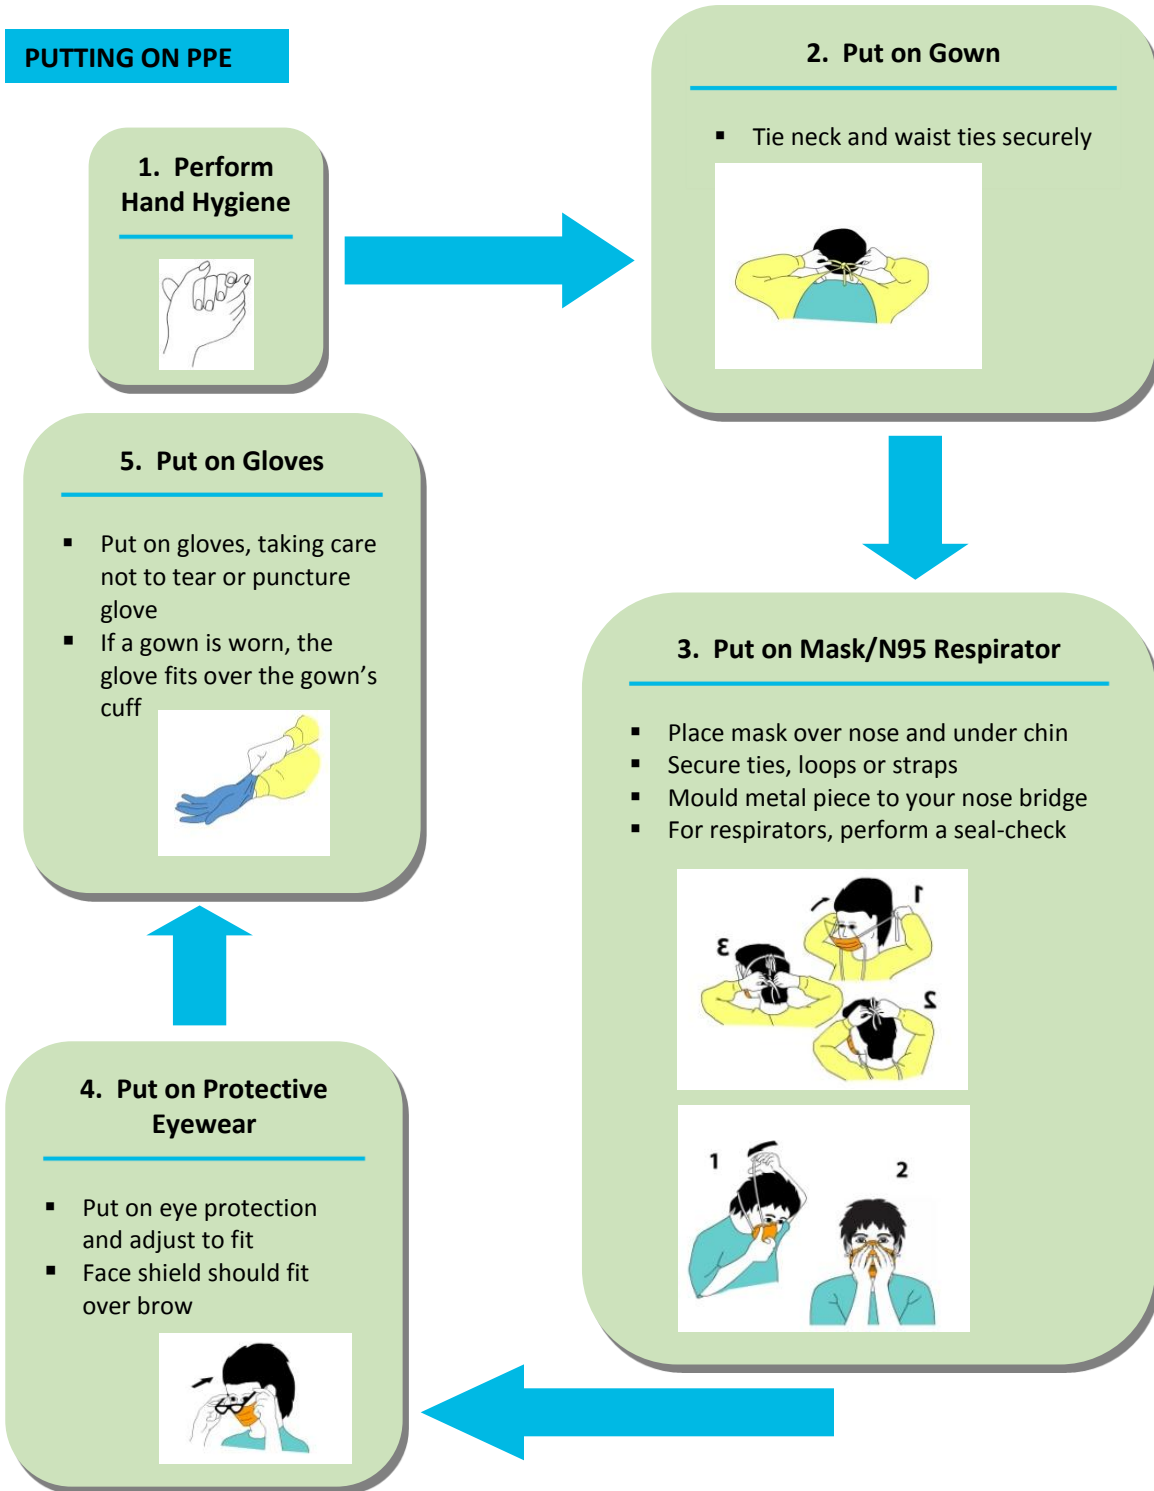 PUTTING ON PPE
1. Perform
Hand Hygiene
2. Put on Gown
▪ Tie neck and waist ties securely
3. Put on Mask/N95 Respirator
▪ Place mask over nose and under chin
▪ Secure ties, loops or straps
▪ Mould metal piece to your nose bridge
▪ For respirators, perform a seal-check
1
3
2
1
2
4. Put on Protective
Eyewear
▪ Put on eye protection
and adjust to fit
▪ Face shield should fit
over brow
5. Put on Gloves
▪ Put on gloves, taking care
not to tear or puncture
glove
▪ If a gown is worn, the
glove fits over the gown’s
cuff